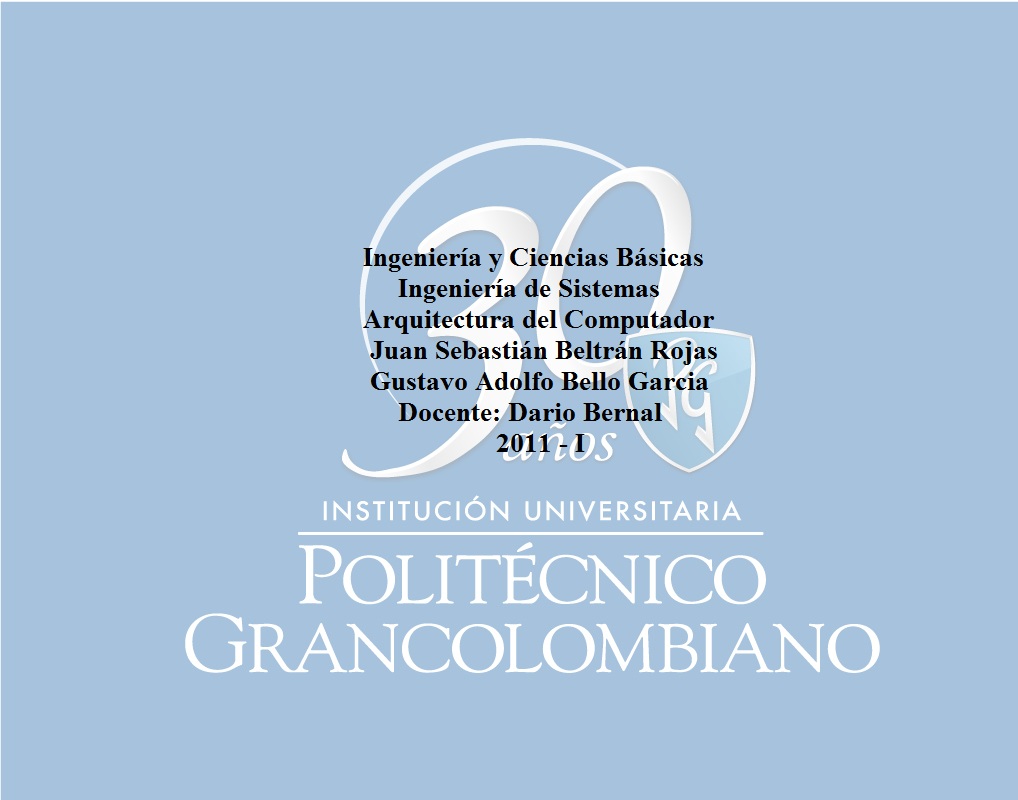 30
Ingeniería y Ciencias Básicas
Ingeniería de Sistemas
Arquitectura del Computador
Juan Sebastián Beltrán Rojas
Gustavo Adolfo Bello Garcia
PG
Docente: Dario Bernal
2011 - I
años
INSTITUCIÓN UNIVERSITARIA
POLITÉCNICO
GRANCOLOMBIANO